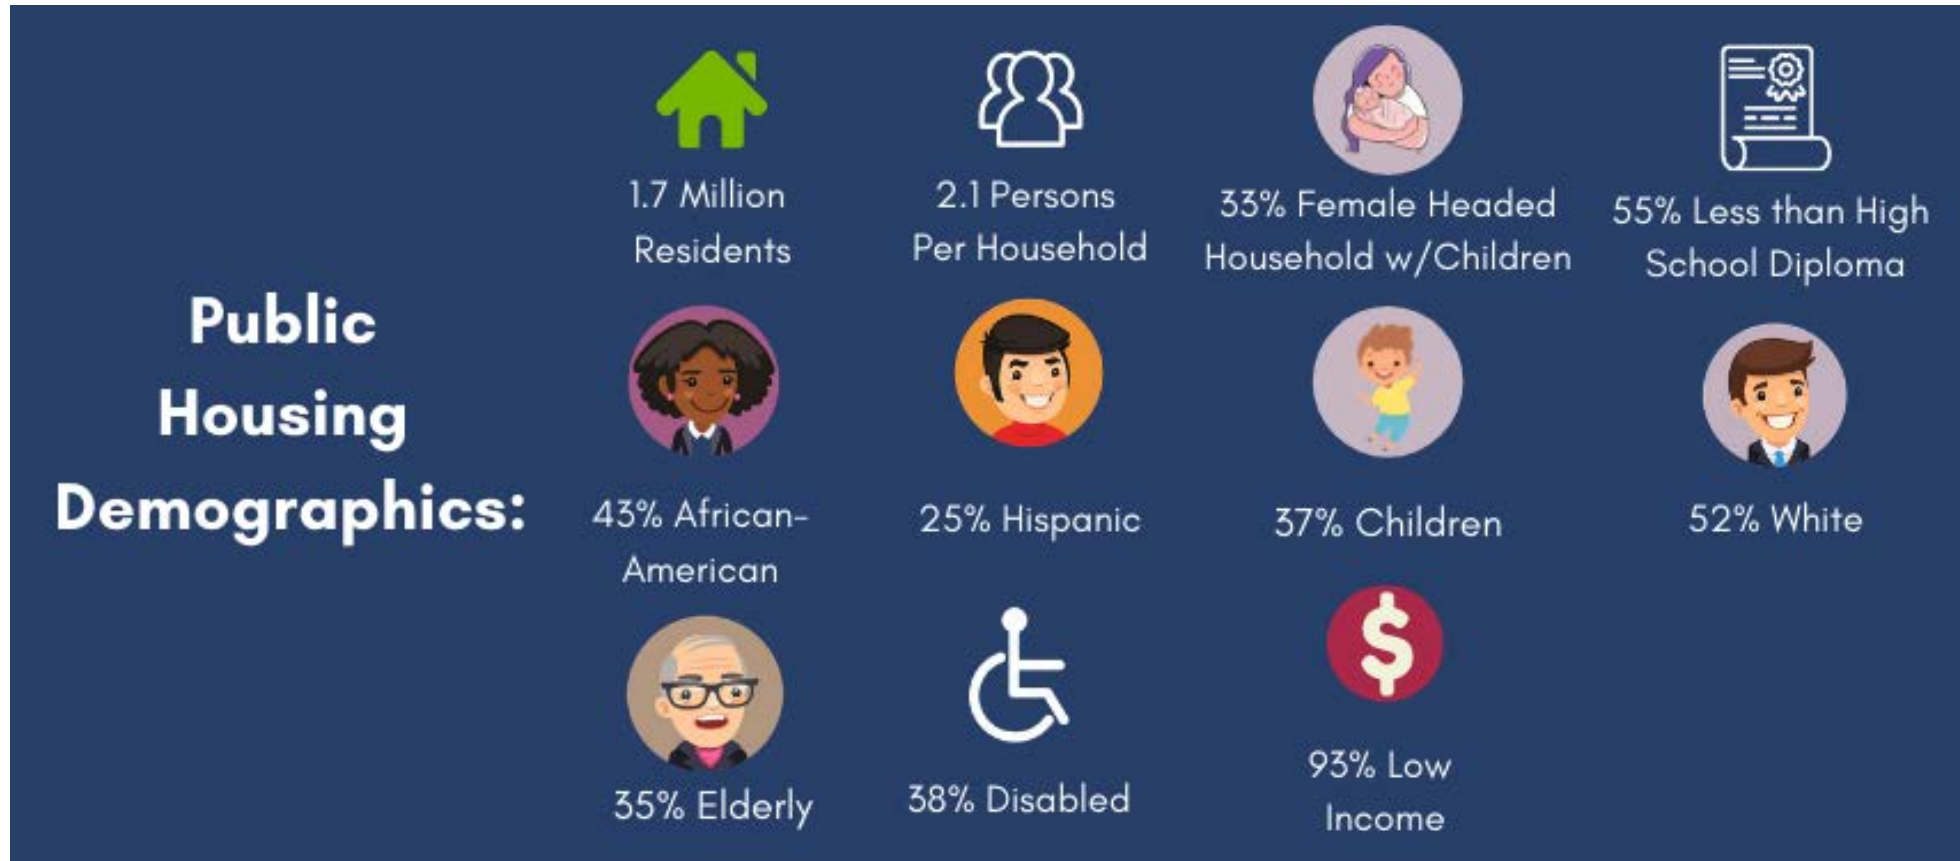 Public
Housing
Demographics:
1.7 Million
Residents
2.1 Persons
Per Household
33% Female Headed
Household w/Children
55% Less than High
School Diploma
43% African-
American
25% Hispanic
37% Children
52% White
35% Elderly
38% Disabled
$
93% Low
Income